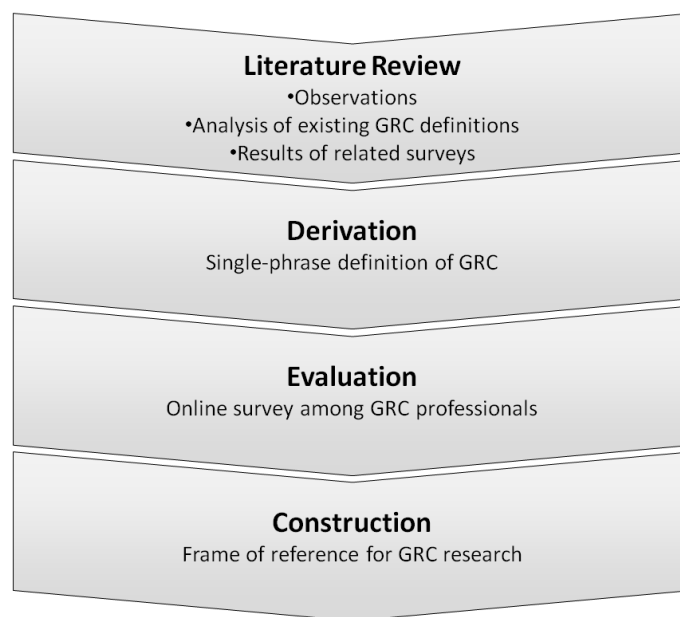 Literature Review
•Observations
•Analysis of existing GRC definitions
•Results of related surveys
Derivation
Single-phrase definition of GRC
Evaluation
Online survey among GRC professionals
Construction
Frame of reference for GRC research